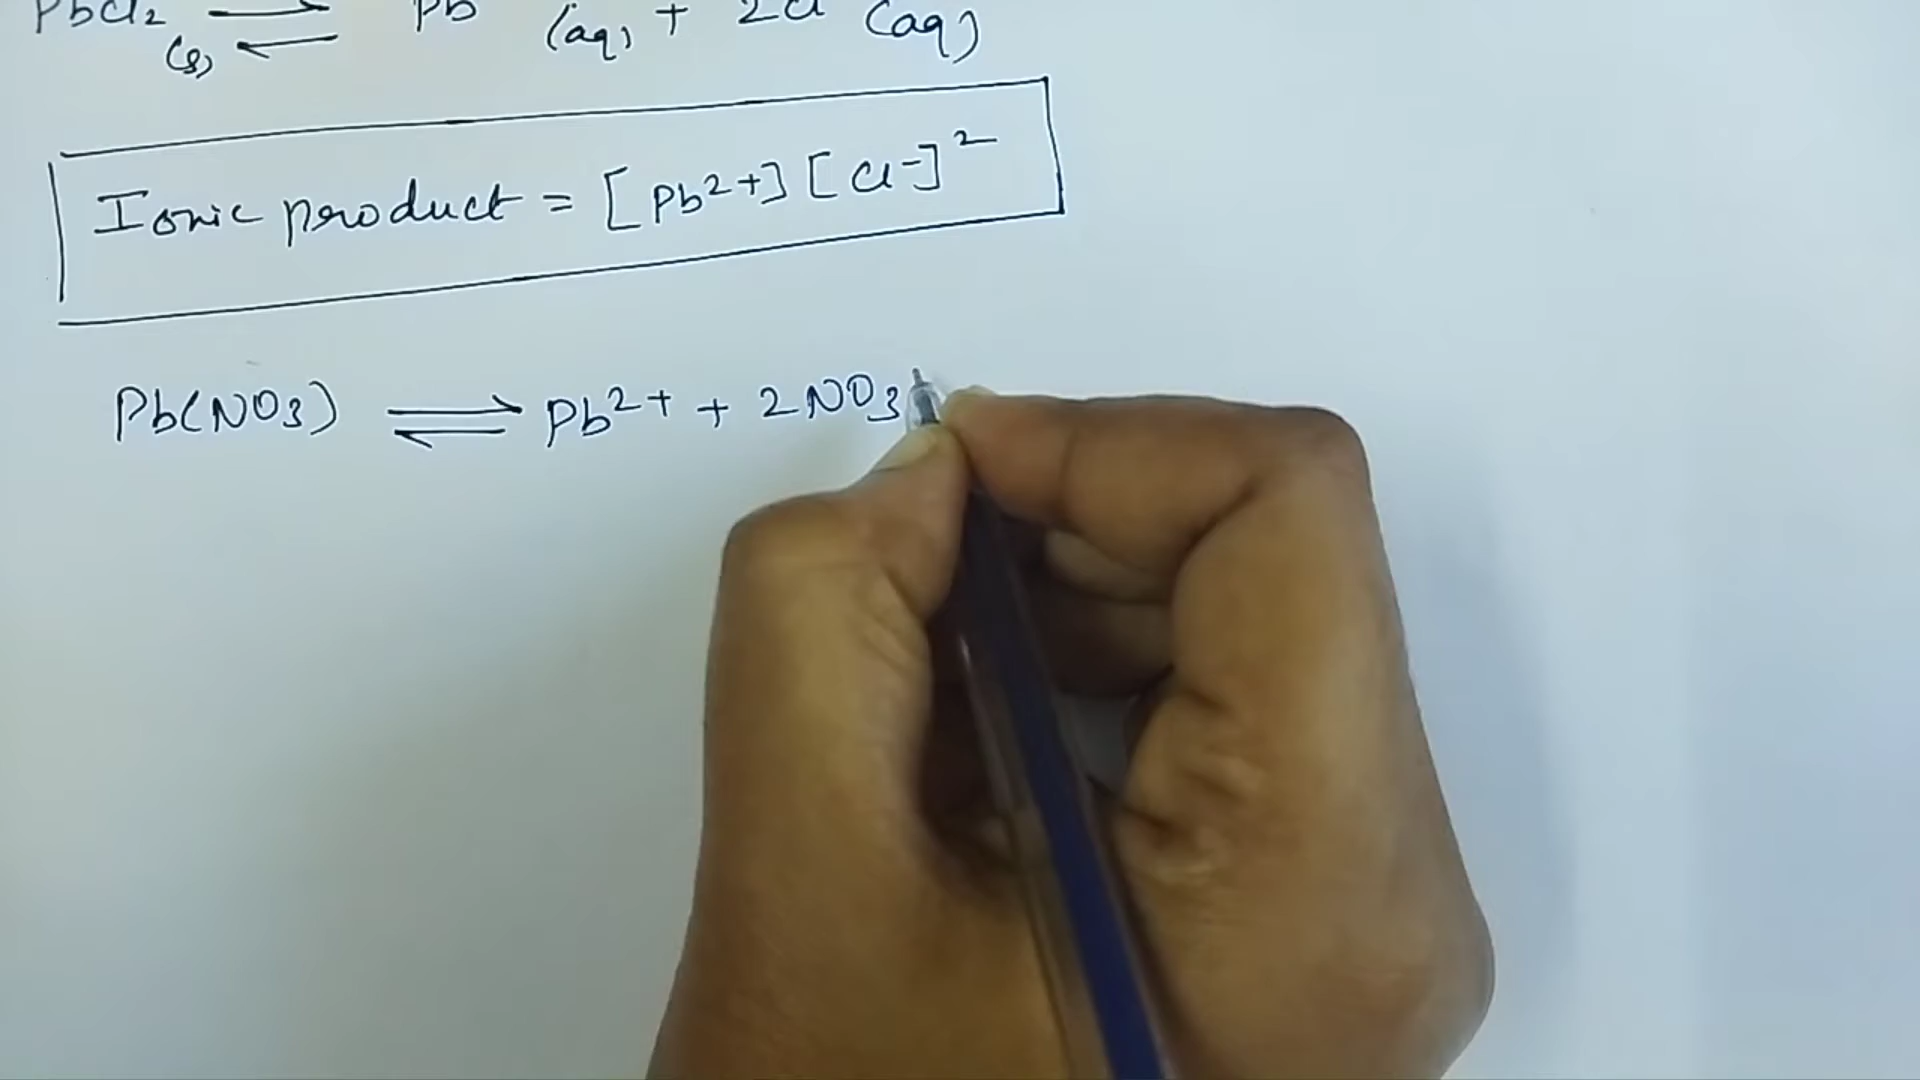 PbCl₂ (s) ⇌ Pb (aq) + 2Cl (aq)
Ionic product = [Pb²⁺] [Cl⁻]²
Pb(NO₃) ⇌ Pb²⁺ + 2NO₃